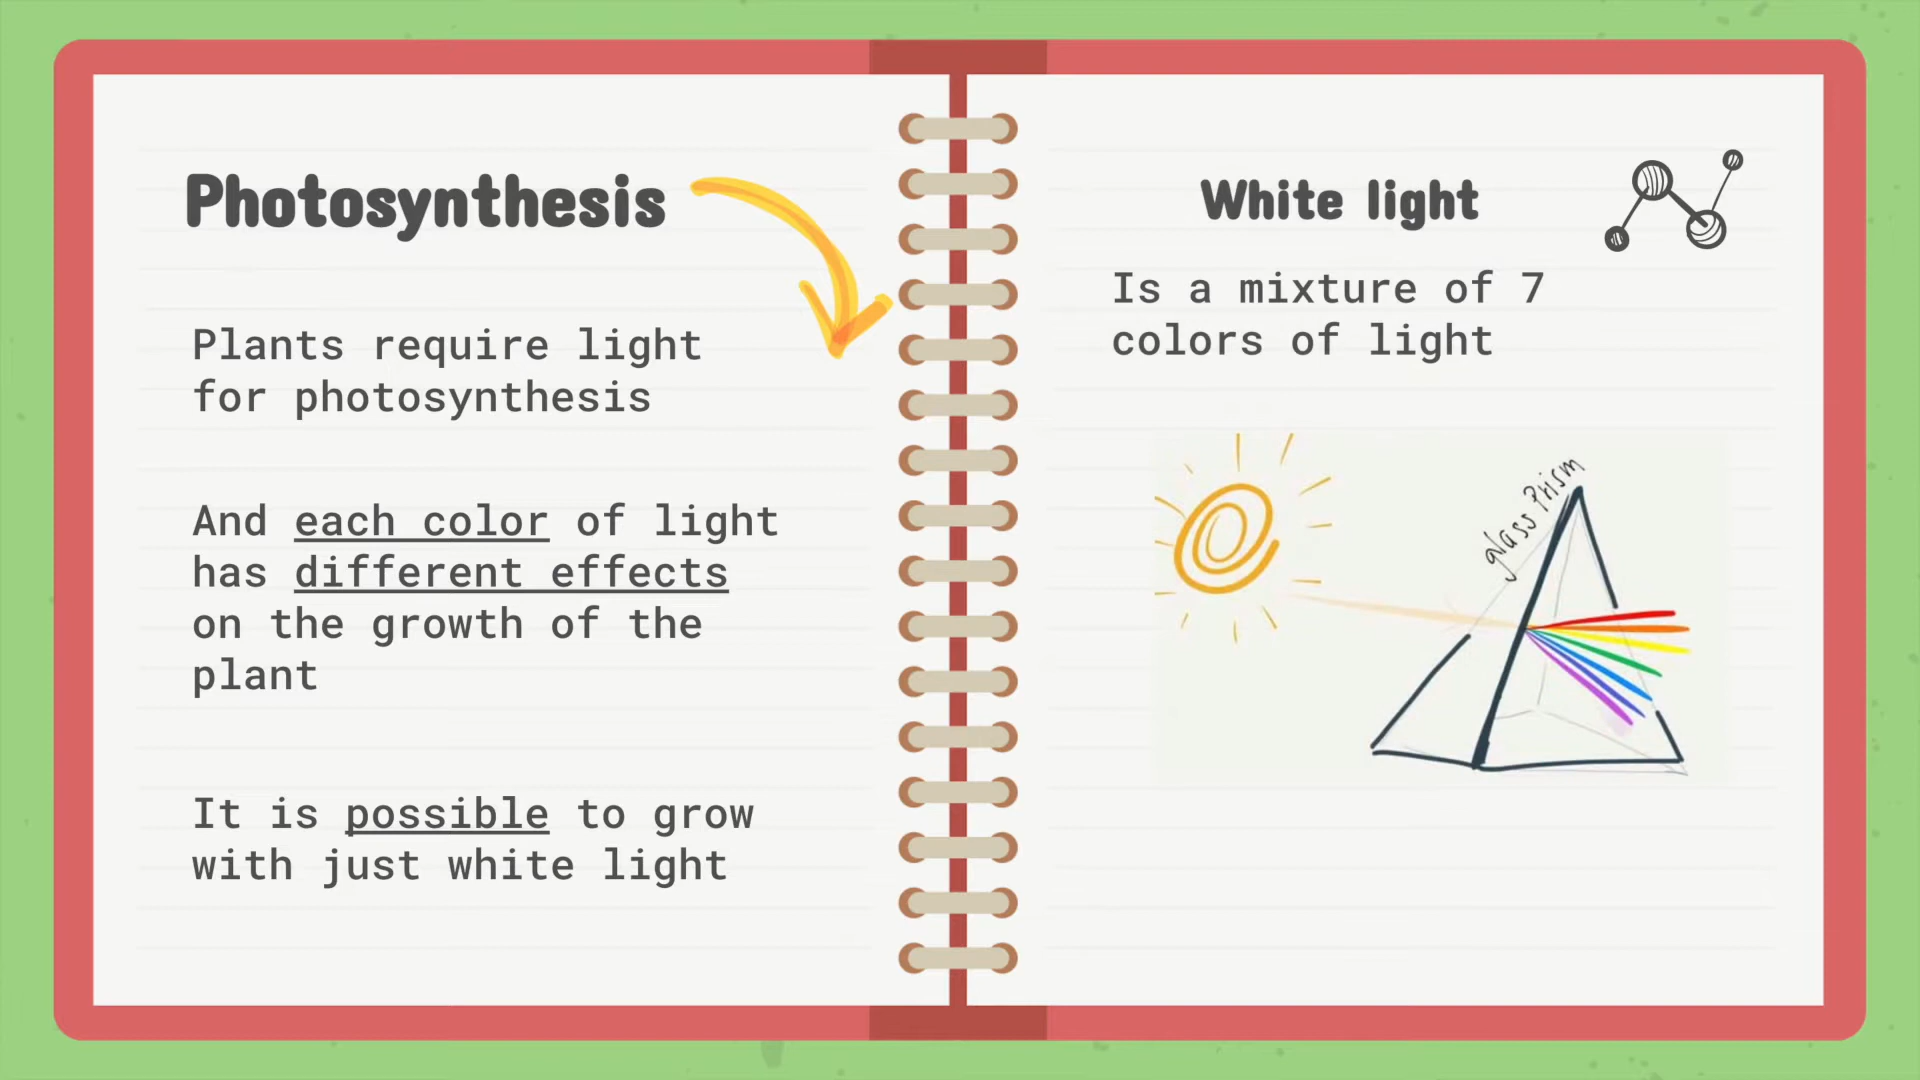 Photosynthesis
Plants require light
for photosynthesis
And each color of light
has different effects
on the growth of the
plant
It is possible to grow
with just white light
White light
Is a mixture of 7
colors of light
glass Prism